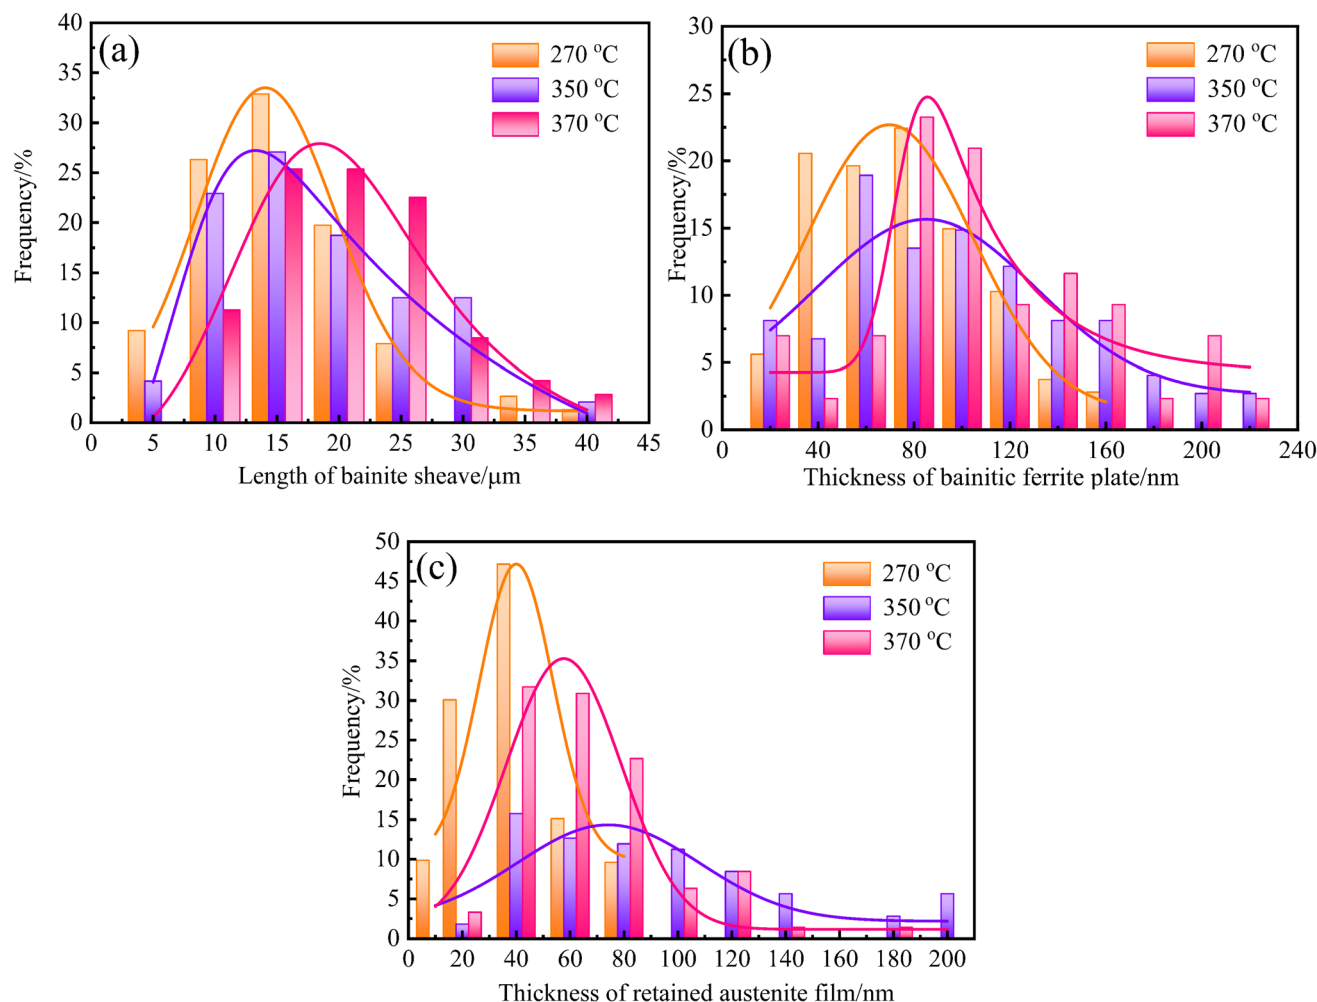 (a)
270 °C
350 °C
370 °C
Frequency/%
40
35
30
25
20
15
10
5
0
0 5 10 15 20 25 30 35 40 45
Length of bainite sheave/μm
(b)
270 °C
350 °C
370 °C
Frequency/%
30
25
20
15
10
5
0
0 40 80 120 160 200 240
Thickness of bainitic ferrite plate/nm
(c)
270 °C
350 °C
370 °C
Frequency/%
50
45
40
35
30
25
20
15
10
5
0
0 20 40 60 80 100 120 140 160 180 200
Thickness of retained austenite film/nm